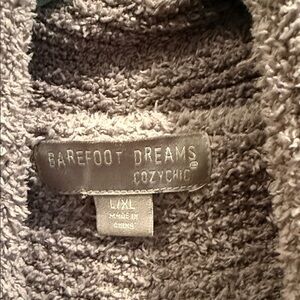 BAREFOOT DREAMS
COZYCHIC®
L/XL
MADE IN
CHINA